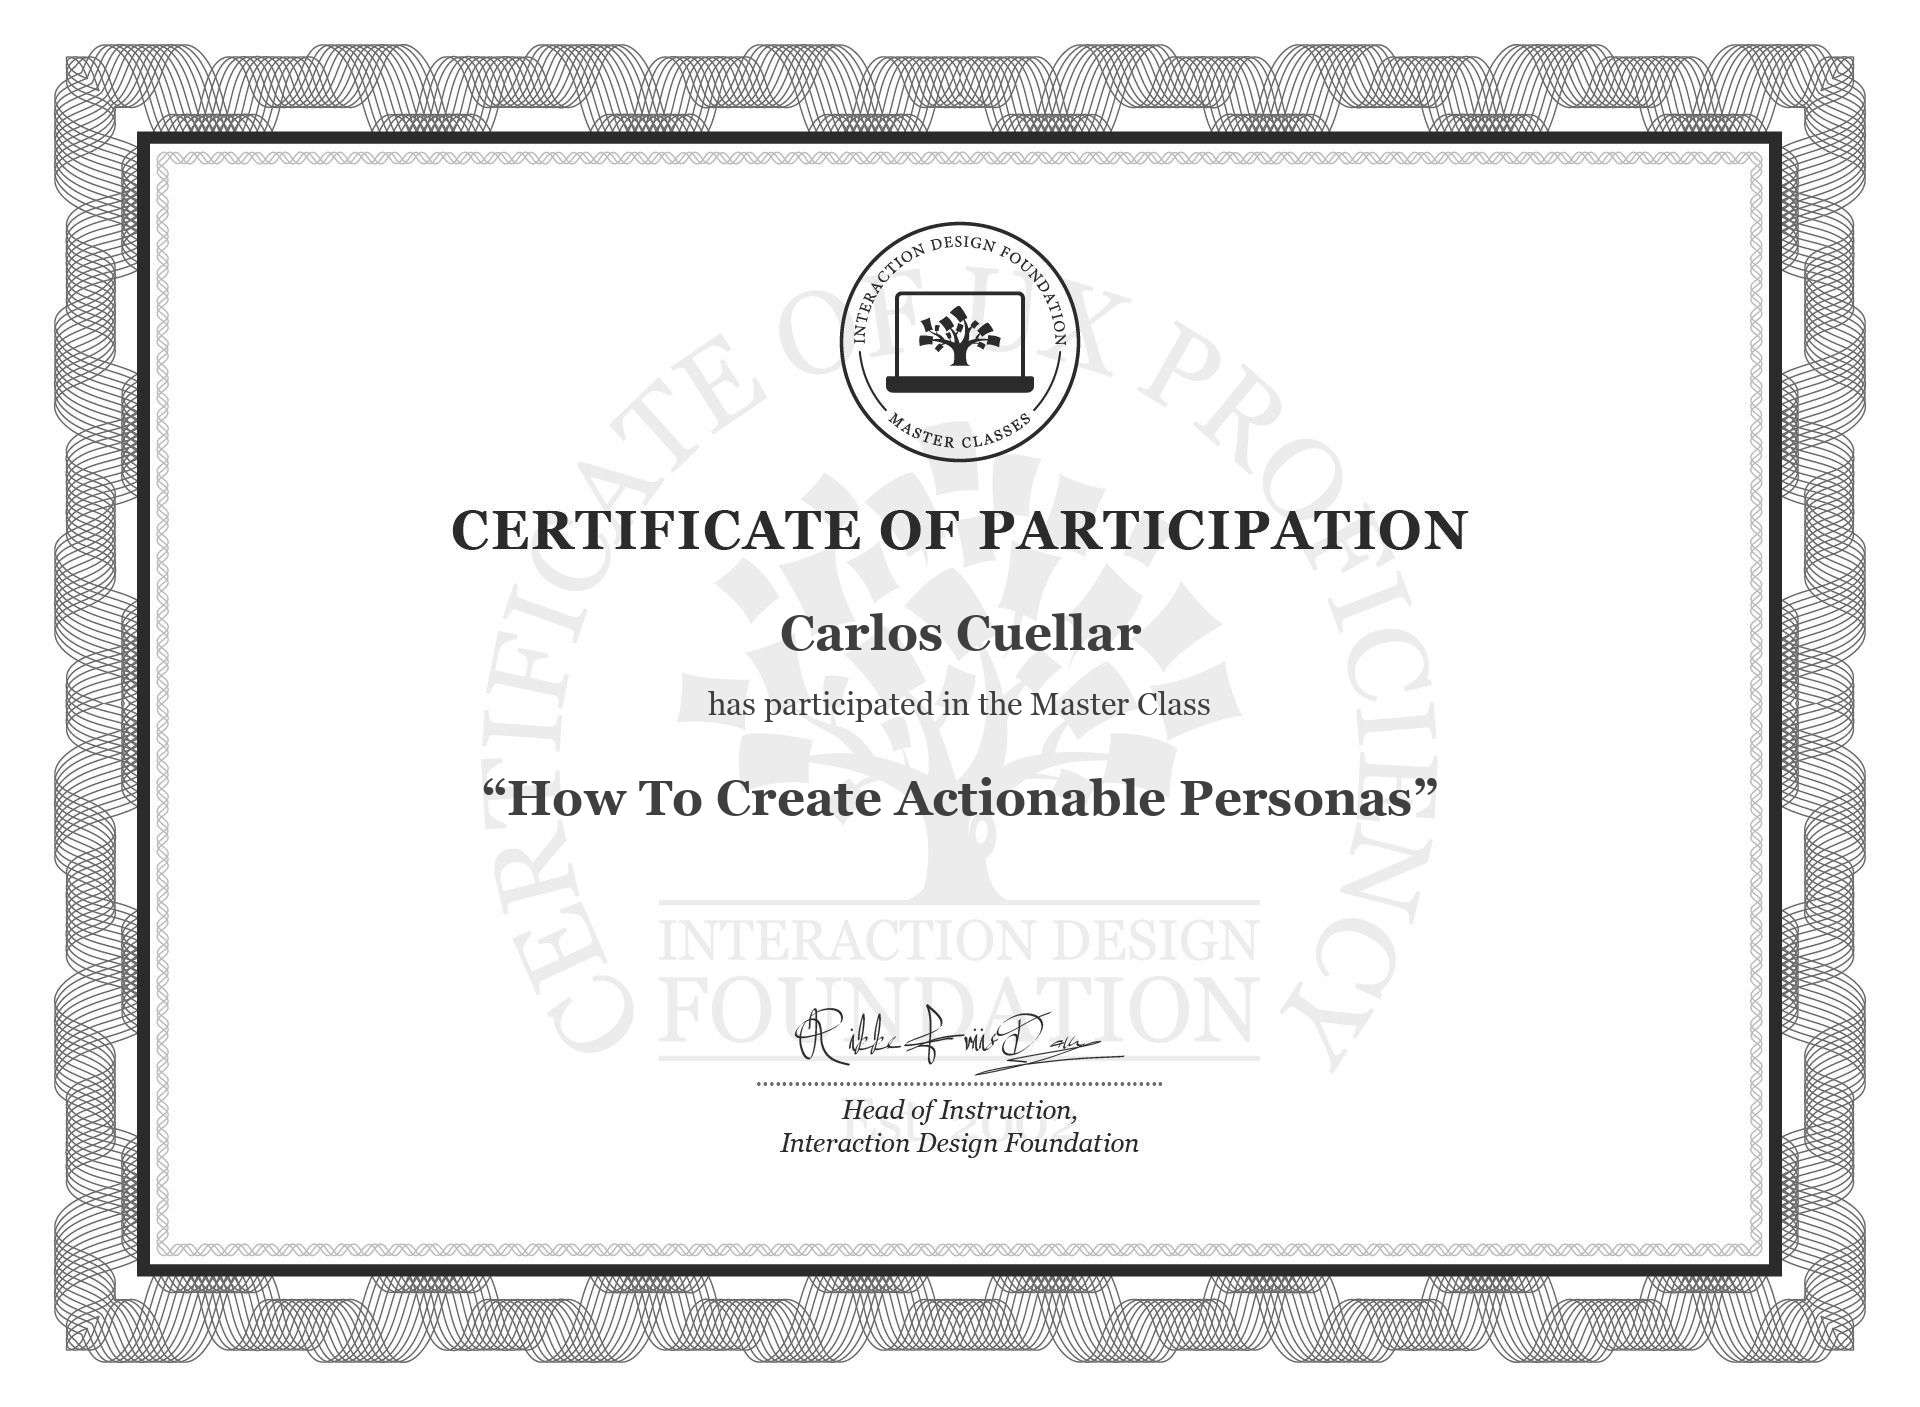 INTERACTION DESIGN FOUNDATION
MASTER CLASSES
CERTIFICATE OF UX PROFICIENCY
CERTIFICATE OF PARTICIPATION
Carlos Cuellar
has participated in the Master Class
“How To Create Actionable Personas”
INTERACTION DESIGN
FOUNDATION
Rikke Friis Dam
Head of Instruction,
Interaction Design Foundation
Est. 2002